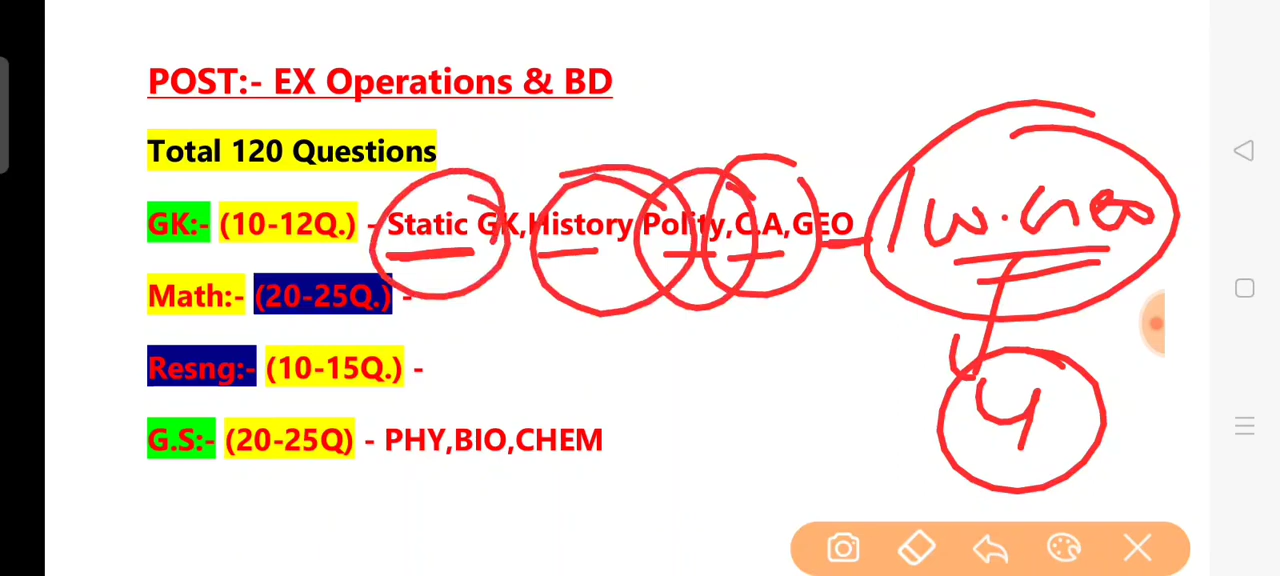 POST:- EX Operations & BD
Total 120 Questions
GK:- (10-12Q.) - Static GK,History Polity,C.A,GEO
Math:- (20-25Q.) -
Resng:- (10-15Q.) -
4
G.S:- (20-25Q) - PHY,BIO,CHEM